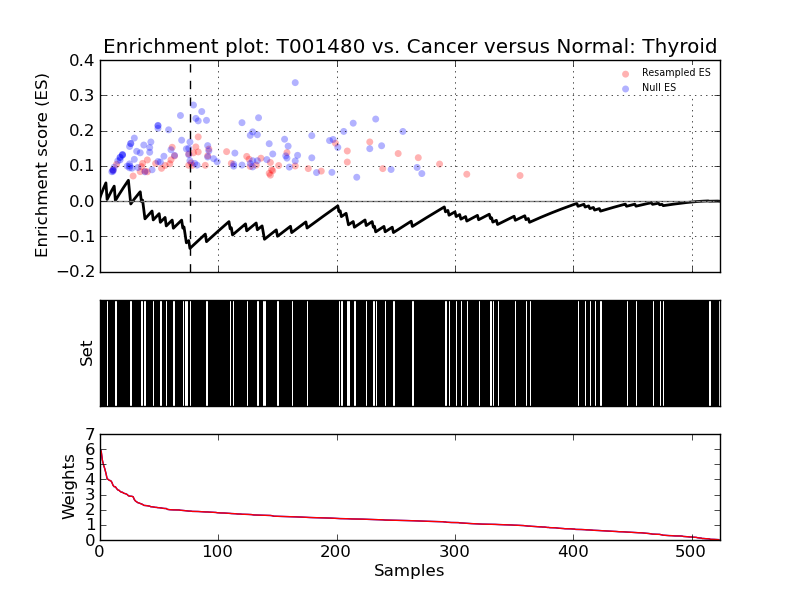 Enrichment plot: T001480 vs. Cancer versus Normal: Thyroid
Enrichment score (ES)
0.4
0.3
0.2
0.1
0.0
−0.1
−0.2
Resampled ES
Null ES
Set
Weights
7
6
5
4
3
2
1
0
0 100 200 300 400 500
Samples